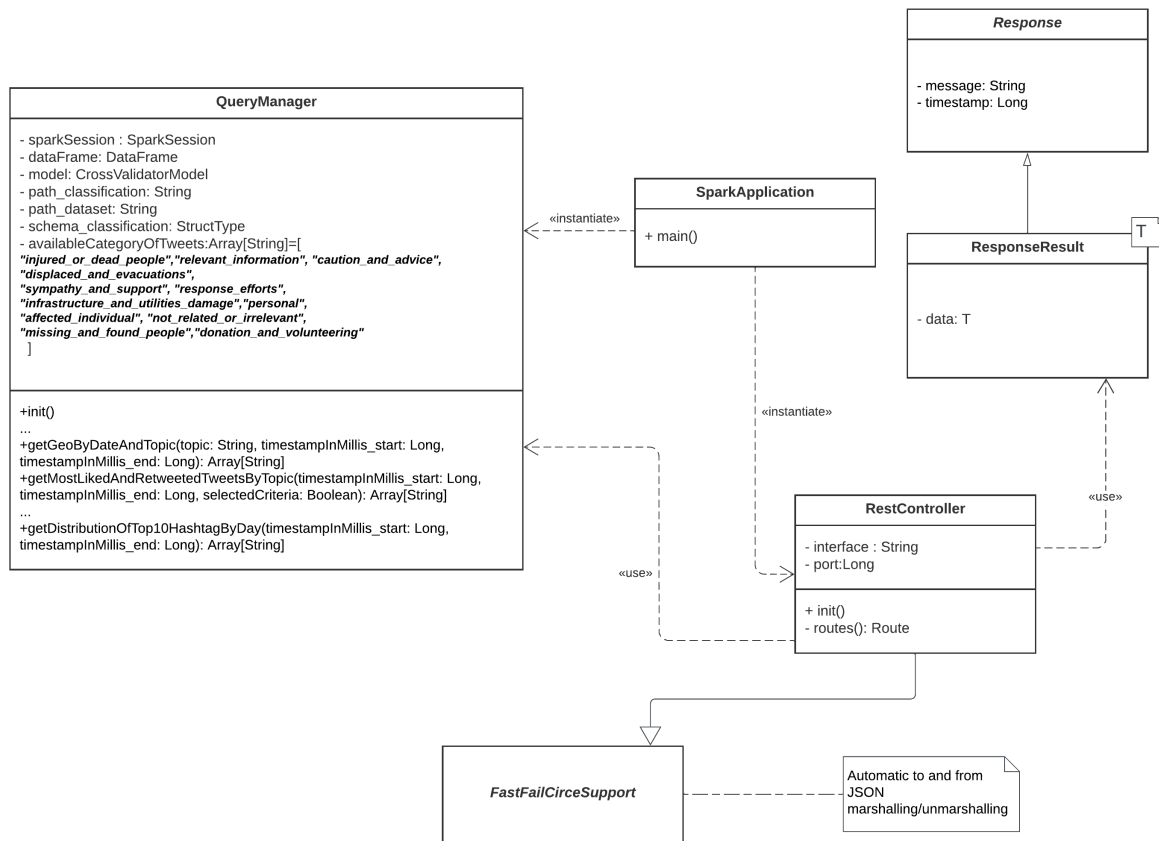 Response
- message: String
- timestamp: Long
QueryManager
- sparkSession : SparkSession
- dataFrame: DataFrame
- model: CrossValidatorModel
- path_classification: String
- path_dataset: String
- schema_classification: StructType
- availableCategoryOfTweets:Array[String]=[
"injured_or_dead_people","relevant_information", "caution_and_advice",
"displaced_and_evacuations",
"sympathy_and_support", "response_efforts",
"infrastructure_and_utilities_damage","personal",
"affected_individual", "not_related_or_irrelevant",
"missing_and_found_people","donation_and_volunteering"
]
+init()
...
+getGeoByDateAndTopic(topic: String, timestampInMillis_start: Long,
timestampInMillis_end: Long): Array[String]
+getMostLikedAndRetweetedTweetsByTopic(timestampInMillis_start: Long,
timestampInMillis_end: Long, selectedCriteria: Boolean): Array[String]
...
+getDistributionOfTop10HashtagByDay(timestampInMillis_start: Long,
timestampInMillis_end: Long): Array[String]
«instantiate»
SparkApplication
+ main()
T
ResponseResult
- data: T
«instantiate»
«use»
RestController
- interface : String
- port:Long
+ init()
- routes(): Route
«use»
FastFailCirceSupport
Automatic to and from
JSON
marshalling/unmarshalling